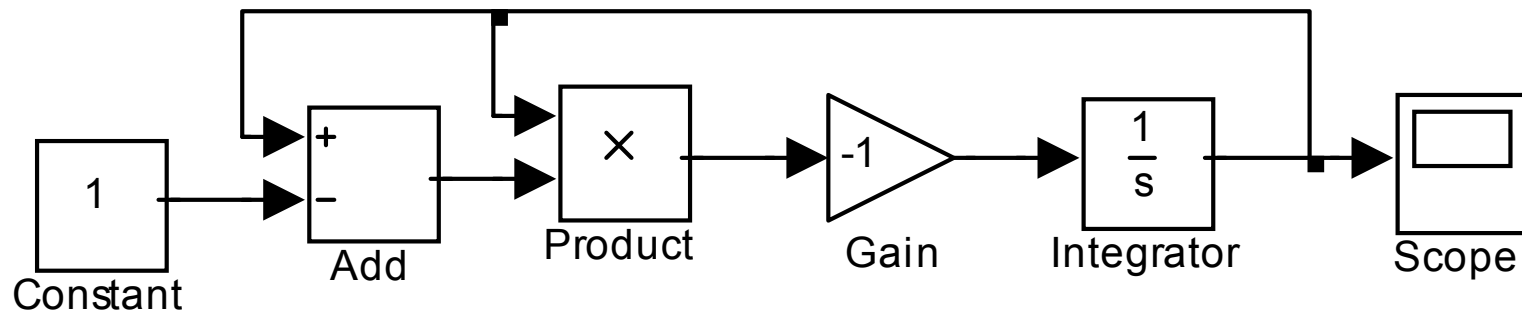 +
1
−
×
-1
1
s
Constant
Add
Product
Gain
Integrator
Scope